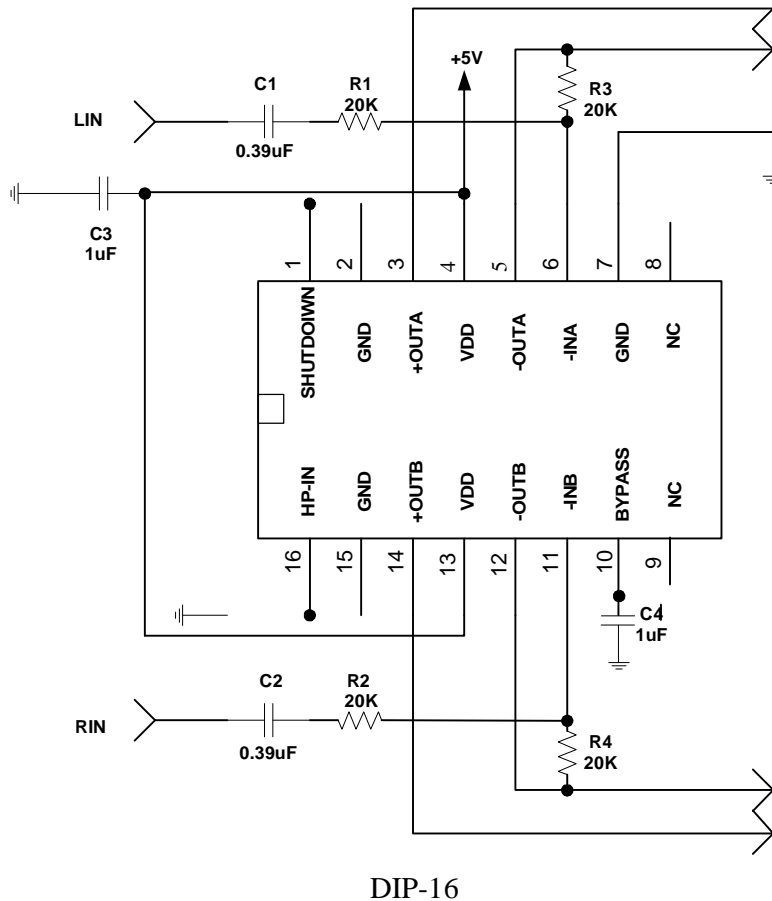 +5V
C1
R1
20K
R3
20K
LIN
0.39uF
C3
1uF
1
2
3
4
5
6
7
8
SHUTDOIWN
GND
+OUTA
VDD
-OUTA
-INA
GND
NC
HP-IN
GND
+OUTB
VDD
-OUTB
-INB
BYPASS
NC
16
15
14
13
12
11
10
9
C4
1uF
C2
R2
20K
RIN
0.39uF
R4
20K
DIP-16